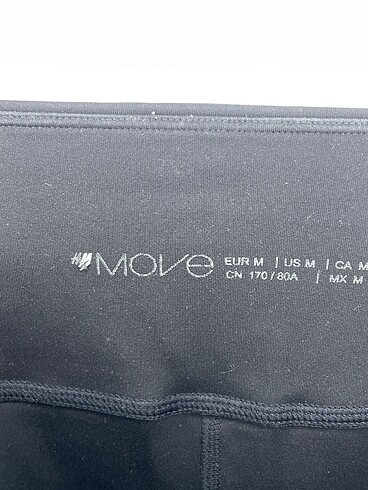 H&M MOVE
EUR M | US M | CA M
CN 170 / 80A | MX M